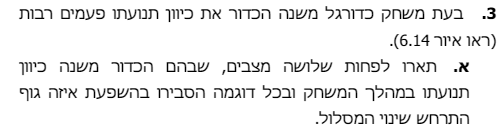 3. בעת משחק כדורגל משנה הכדור את כיוון תנועתו פעמים רבות
(ראו איור 6.14).
א. תארו לפחות שלושה מצבים, שבהם הכדור משנה כיוון
תנועתו במהלך המשחק ובכל דוגמה הסבירו בהשפעת איזה גוף
התרחש שינוי המסלול.